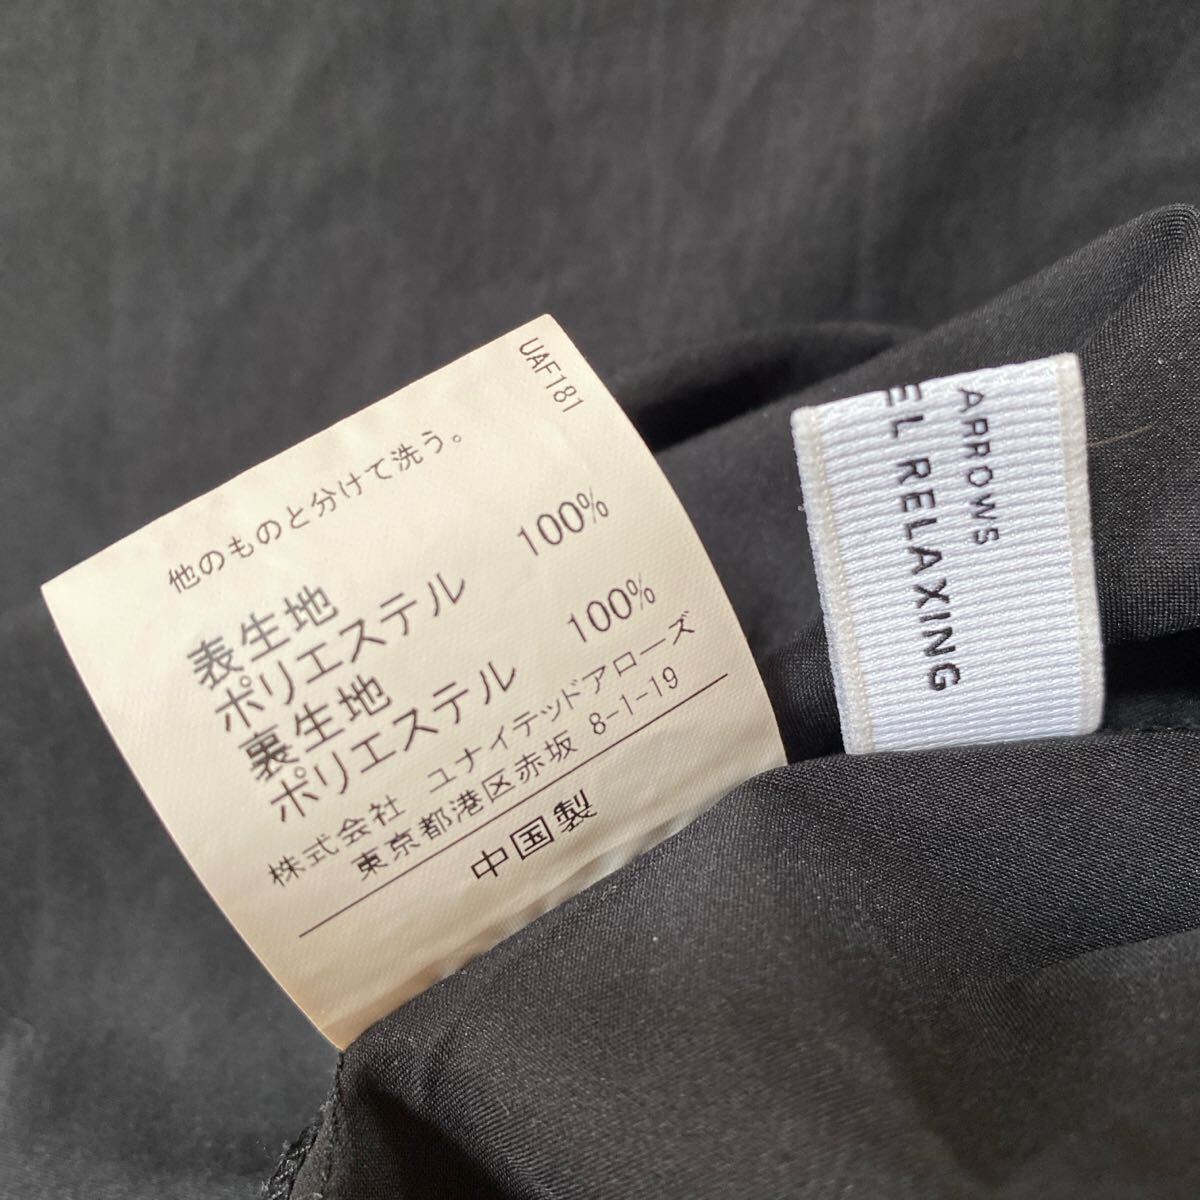 UAF181
他のものと分けて洗う。
表生地
ポリエステル 100%
裏生地
ポリエステル 100%
株式会社 ユナイテッドアローズ
東京都港区赤坂 8-1-19
中国製
ARROWS
EL RELAXING